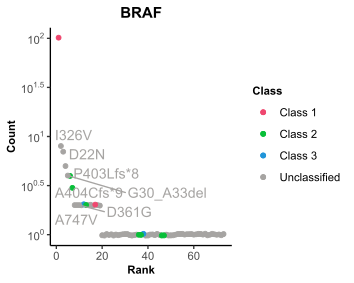 BRAF
Count
10^2
10^1.5
10^1
10^0.5
10^0
I326V
D22N
P403Lfs*8
A404Cfs*9
G30_A33del
D361G
A747V
0
20
40
60
Rank
Class
Class 1
Class 2
Class 3
Unclassified